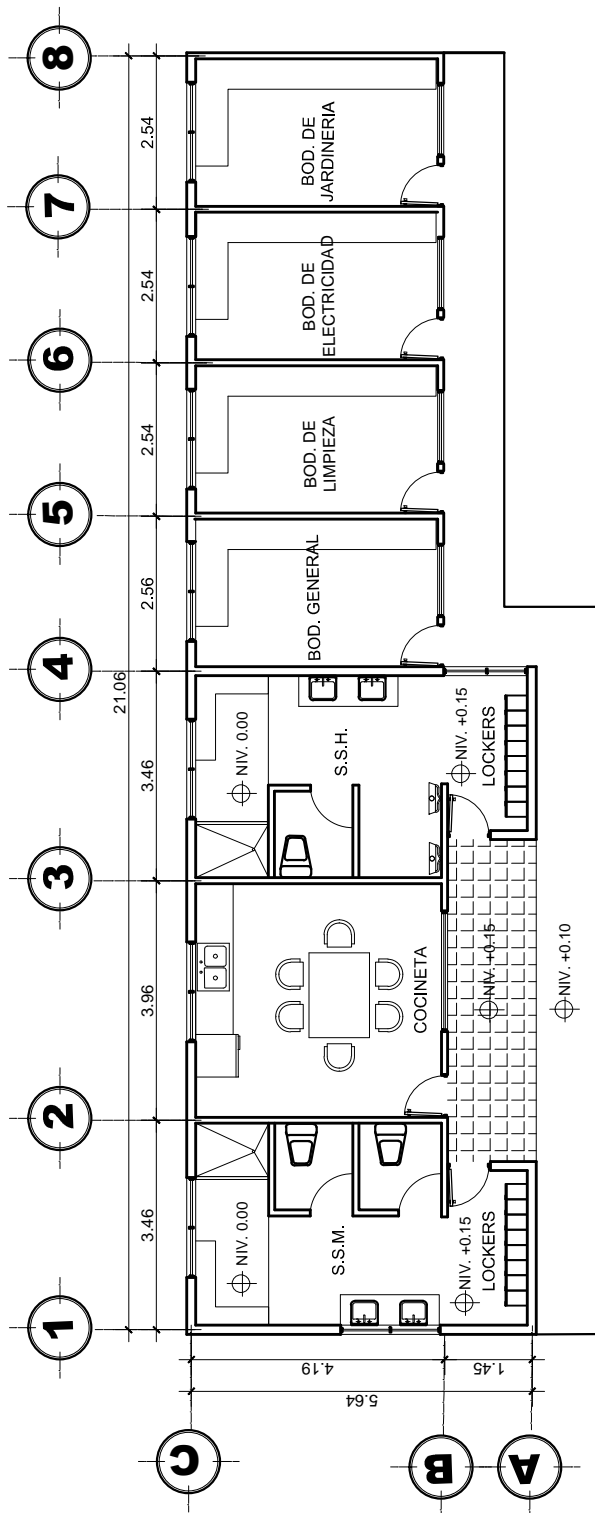 1
2
3
4
5
6
7
8
21.06
3.46
3.96
3.46
2.56
2.54
2.54
2.54
C
B
A
5.64
4.19
1.45
NIV. 0.00
S.S.M.
NIV. +0.15
LOCKERS
COCINETA
NIV. +0.15
NIV. +0.10
NIV. 0.00
S.S.H.
NIV. +0.15
LOCKERS
BOD. GENERAL
BOD. DE
LIMPIEZA
BOD. DE
ELECTRICIDAD
BOD. DE
JARDINERIA